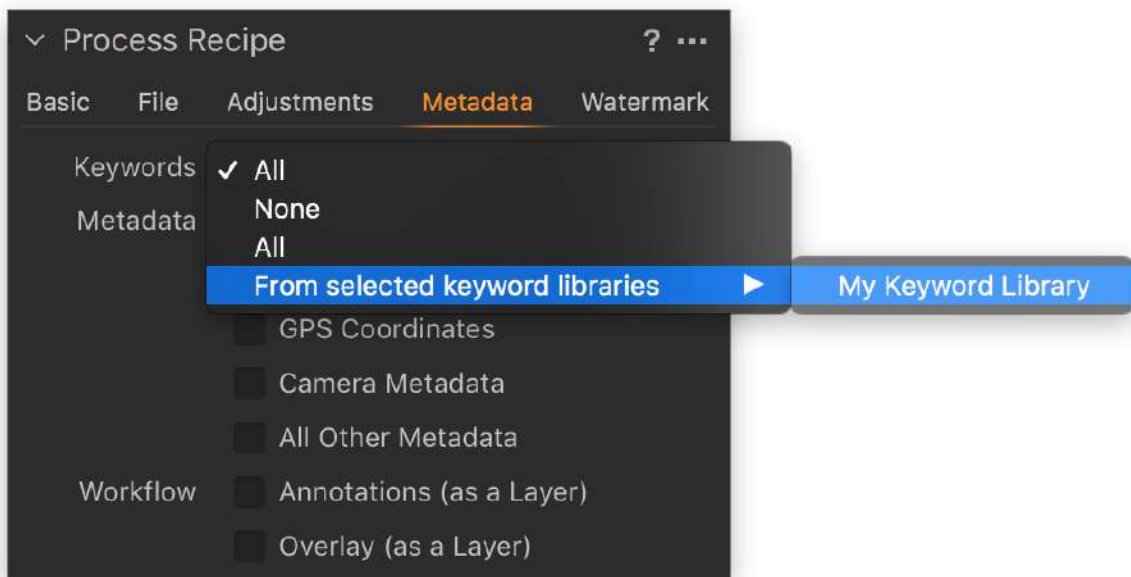 Process Recipe ? ...
Basic File Adjustments Metadata Watermark
Keywords ✓ All
None
Metadata
All
From selected keyword libraries ▶ My Keyword Library
GPS Coordinates
Camera Metadata
All Other Metadata
Workflow Annotations (as a Layer)
Overlay (as a Layer)